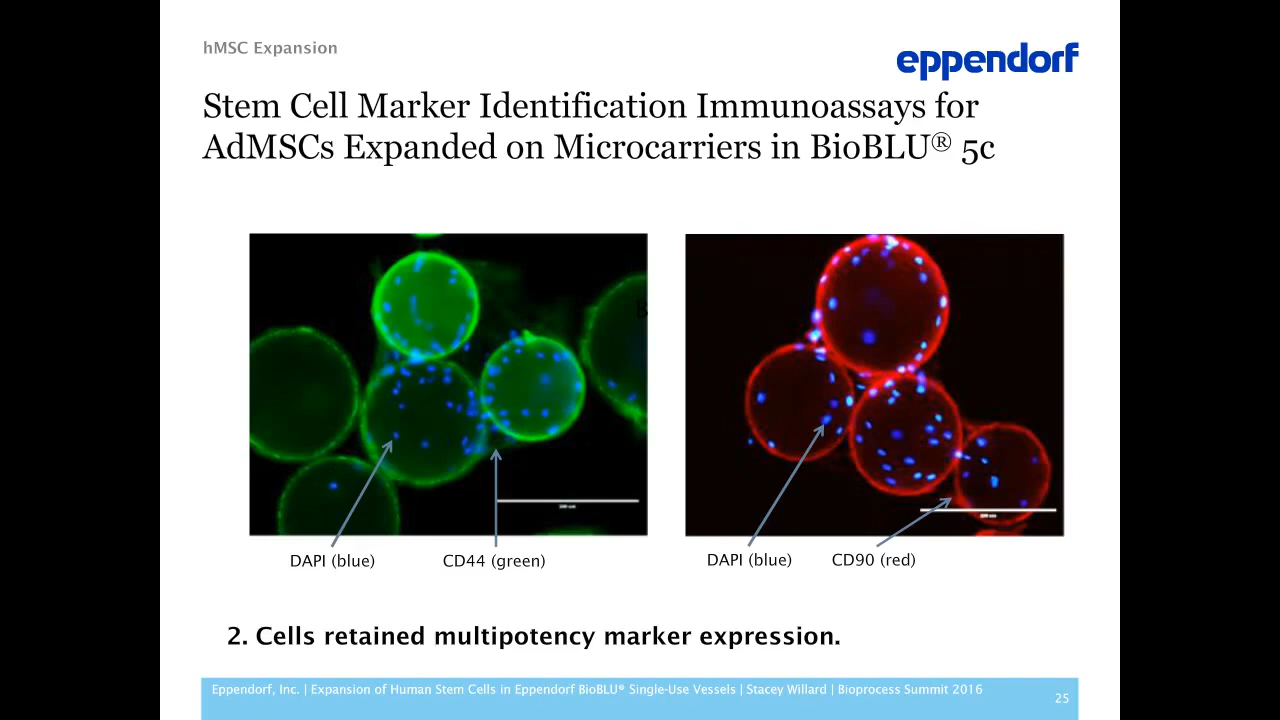 hMSC Expansion
eppendorf
Stem Cell Marker Identification Immunoassays for
AdMSCs Expanded on Microcarriers in BioBLU® 5c
B
DAPI (blue)
CD44 (green)
DAPI (blue)
CD90 (red)
2. Cells retained multipotency marker expression.
Eppendorf, Inc. | Expansion of Human Stem Cells in Eppendorf BioBLU® Single-Use Vessels | Stacey Willard | Bioprocess Summit 2016
25